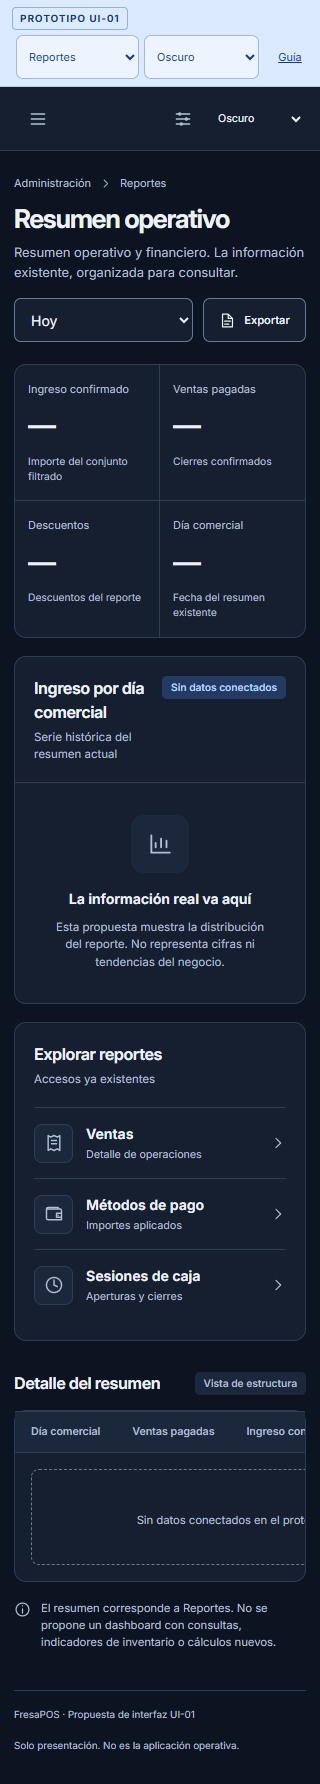 PROTOTIPO UI-01
Reportes
Oscuro
Guía
Oscuro
Administración
Reportes
Resumen operativo
Resumen operativo y financiero. La información
existente, organizada para consultar.
Hoy
Exportar
Ingreso confirmado
Ventas pagadas
—
—
Importe del conjunto
filtrado
Cierres confirmados
Descuentos
Día comercial
—
—
Descuentos del reporte
Fecha del resumen
existente
Ingreso por día
comercial
Sin datos conectados
Serie histórica del
resumen actual
La información real va aquí
Esta propuesta muestra la distribución
del reporte. No representa cifras ni
tendencias del negocio.
Explorar reportes
Accesos ya existentes
Ventas
Detalle de operaciones
Métodos de pago
Importes aplicados
Sesiones de caja
Aperturas y cierres
Detalle del resumen
Vista de estructura
Día comercial
Ventas pagadas
Ingreso con
Sin datos conectados en el prot
El resumen corresponde a Reportes. No se
propone un dashboard con consultas,
indicadores de inventario o cálculos nuevos.
FresaPOS · Propuesta de interfaz UI-01
Solo presentación. No es la aplicación operativa.